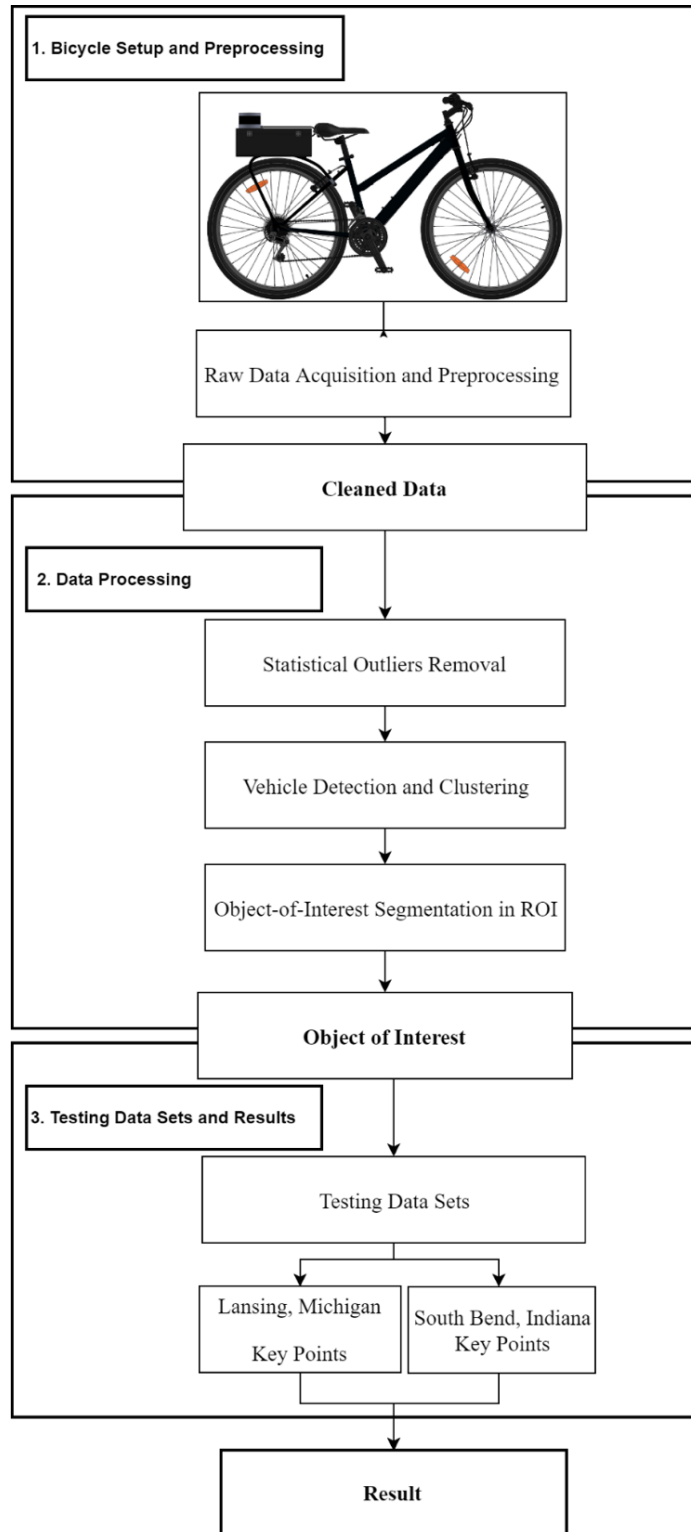 1. Bicycle Setup and Preprocessing
Raw Data Acquisition and Preprocessing
Cleaned Data
2. Data Processing
Statistical Outliers Removal
Vehicle Detection and Clustering
Object-of-Interest Segmentation in ROI
Object of Interest
3. Testing Data Sets and Results
Testing Data Sets
Lansing, Michigan
Key Points
South Bend, Indiana
Key Points
Result